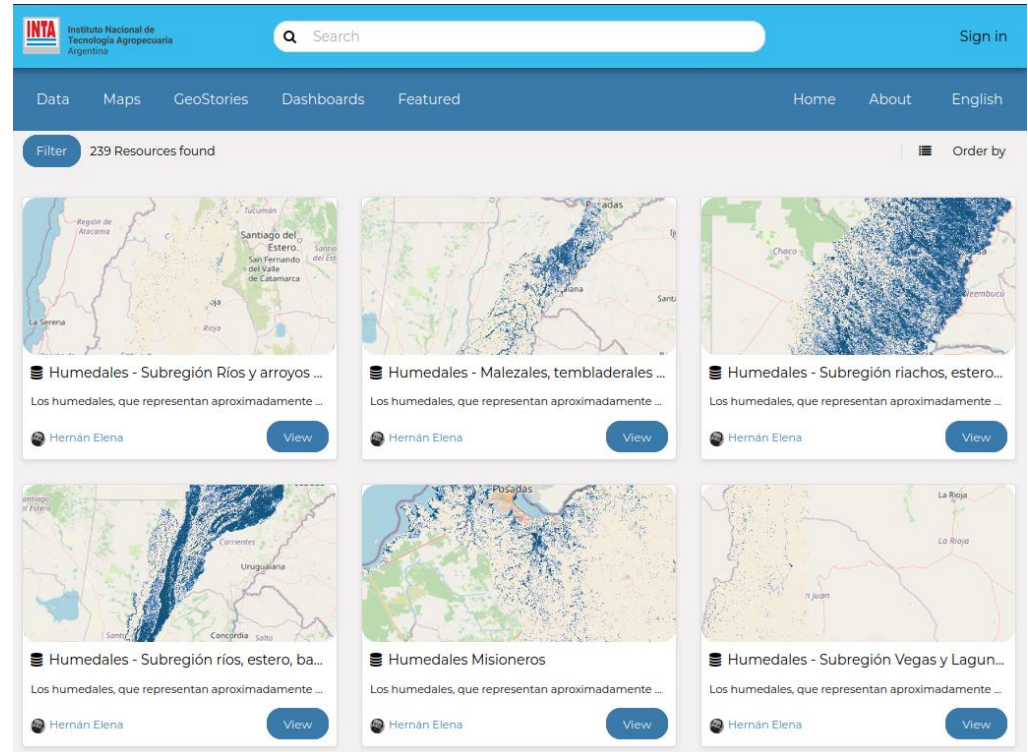 INTA
Instituto Nacional de
Tecnología Agropecuaria
Argentina
Search
Sign in
Data Maps GeoStories Dashboards Featured Home About English
Filter 239 Resources found Order by
Región de
Atacama
Tucumán
Santiago del
Estero
San Fernando
del Valle
de Catamarca
La Serena
Rioja
Humedales - Subregión Ríos y arroyos ...
Los humedales, que representan aproximadamente ...
Hernán Elena View
adas
Humedales - Malezales, tembladerales ...
Los humedales, que representan aproximadamente ...
Hernán Elena View
Chaco
Humedales - Subregión riachos, estero...
Los humedales, que representan aproximadamente ...
Hernán Elena View
Corrientes
Uruguaiana
Concordia Salto
Humedales - Subregión ríos, estero, ba...
Los humedales, que representan aproximadamente ...
Hernán Elena View
Posadas
Humedales Misioneros
Los humedales, que representan aproximadamente ...
Hernán Elena View
La Rioja
La Rioja
n Juan
Humedales - Subregión Vegas y Lagun...
Los humedales, que representan aproximadamente ...
Hernán Elena View